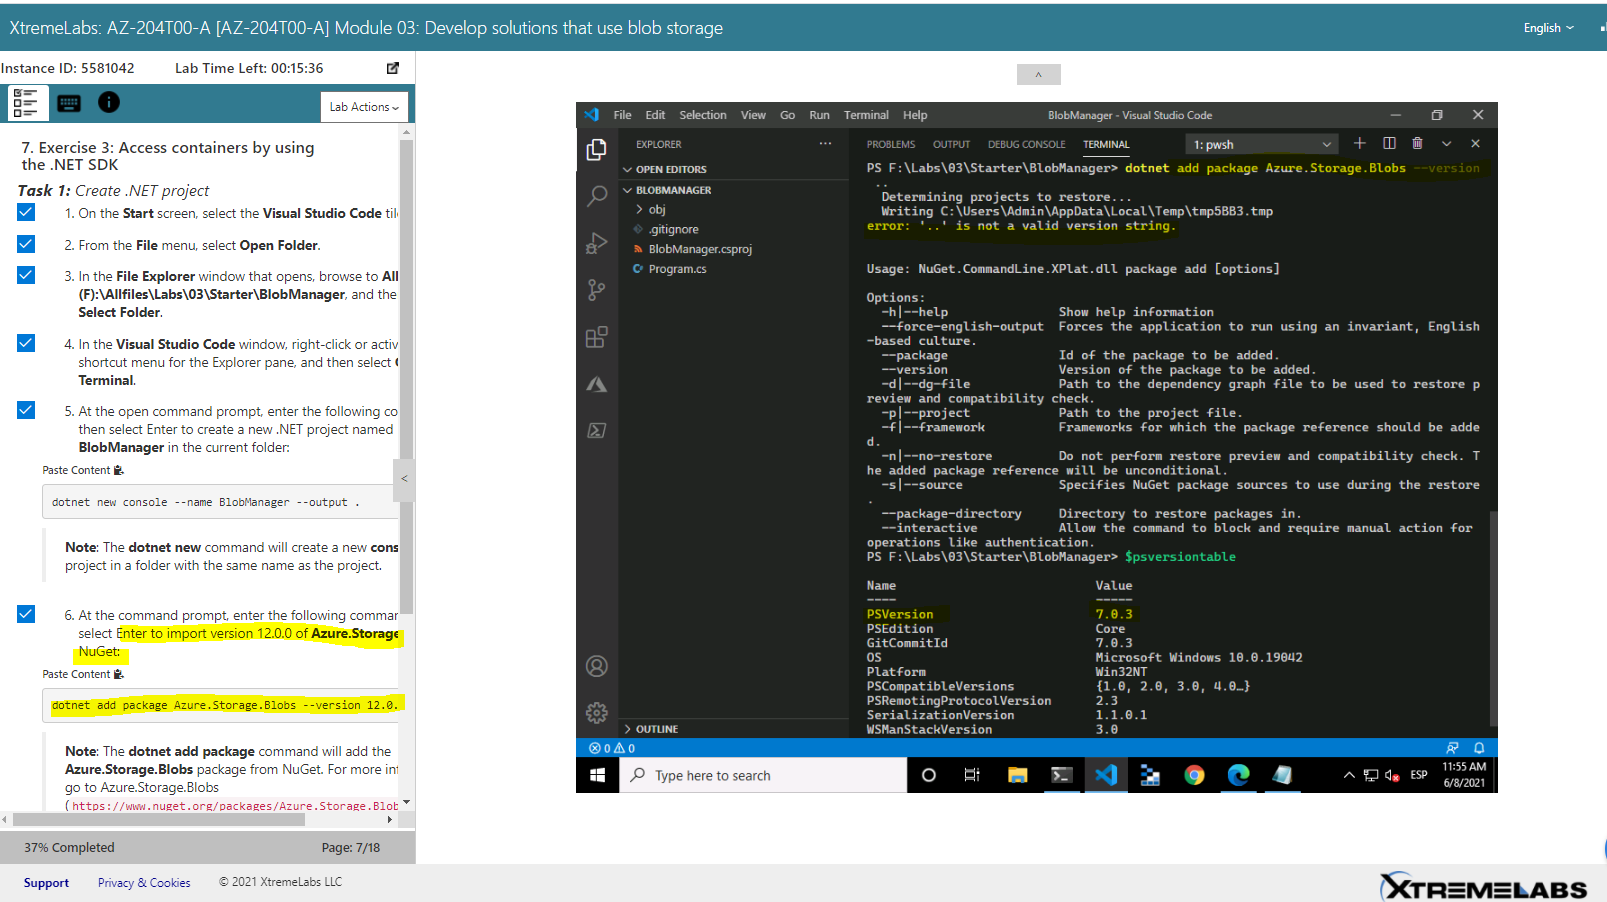 XtremeLabs: AZ-204T00-A [AZ-204T00-A] Module 03: Develop solutions that use blob storage
English
Instance ID: 5581042
Lab Time Left: 00:15:36
Lab Actions
7. Exercise 3: Access containers by using
the .NET SDK
Task 1: Create .NET project
1. On the Start screen, select the Visual Studio Code til
2. From the File menu, select Open Folder.
3. In the File Explorer window that opens, browse to All
(F):\Allfiles\Labs\03\Starter\BlobManager, and the
Select Folder.
4. In the Visual Studio Code window, right-click or activ
shortcut menu for the Explorer pane, and then select
Terminal.
5. At the open command prompt, enter the following co
then select Enter to create a new .NET project named
BlobManager in the current folder:
Paste Content
dotnet new console --name BlobManager --output .
Note: The dotnet new command will create a new cons
project in a folder with the same name as the project.
6. At the command prompt, enter the following commar
select Enter to import version 12.0.0 of Azure.Storage
NuGet:
Paste Content
dotnet add package Azure.Storage.Blobs --version 12.0.
Note: The dotnet add package command will add the
Azure.Storage.Blobs package from NuGet. For more inf
go to Azure.Storage.Blobs
(https://www.nuget.org/packages/Azure.Storage.Blob
37% Completed
Page: 7/18
File Edit Selection View Go Run Terminal Help
BlobManager - Visual Studio Code
EXPLORER
OPEN EDITORS
BLOBMANAGER
obj
.gitignore
BlobManager.csproj
Program.cs
OUTLINE
PROBLEMS OUTPUT DEBUG CONSOLE TERMINAL
1: pwsh
PS F:\Labs\03\Starter\BlobManager> dotnet add package Azure.Storage.Blobs --version
..
Determining projects to restore...
Writing C:\Users\Admin\AppData\Local\Temp\tmp5BB3.tmp
error: '..' is not a valid version string.
Usage: NuGet.CommandLine.XPlat.dll package add [options]
Options:
-h|--help Show help information
--force-english-output Forces the application to run using an invariant, English
-based culture.
--package Id of the package to be added.
--version Version of the package to be added.
-d|--dg-file Path to the dependency graph file to be used to restore p
review and compatibility check.
-p|--project Path to the project file.
-f|--framework Frameworks for which the package reference should be adde
d.
-n|--no-restore Do not perform restore preview and compatibility check. T
he added package reference will be unconditional.
-s|--source Specifies NuGet package sources to use during the restore
.
--package-directory Directory to restore packages in.
--interactive Allow the command to block and require manual action for
operations like authentication.
PS F:\Labs\03\Starter\BlobManager> $psversiontable
Name Value
---- -----
PSVersion 7.0.3
PSEdition Core
GitCommitId 7.0.3
OS Microsoft Windows 10.0.19042
Platform Win32NT
PSCompatibleVersions {1.0, 2.0, 3.0, 4.0…}
PSRemotingProtocolVersion 2.3
SerializationVersion 1.1.0.1
WSManStackVersion 3.0
0 0
Type here to search
ESP
11:55 AM
6/8/2021
Support
Privacy & Cookies
© 2021 XtremeLabs LLC
XTREMELABS